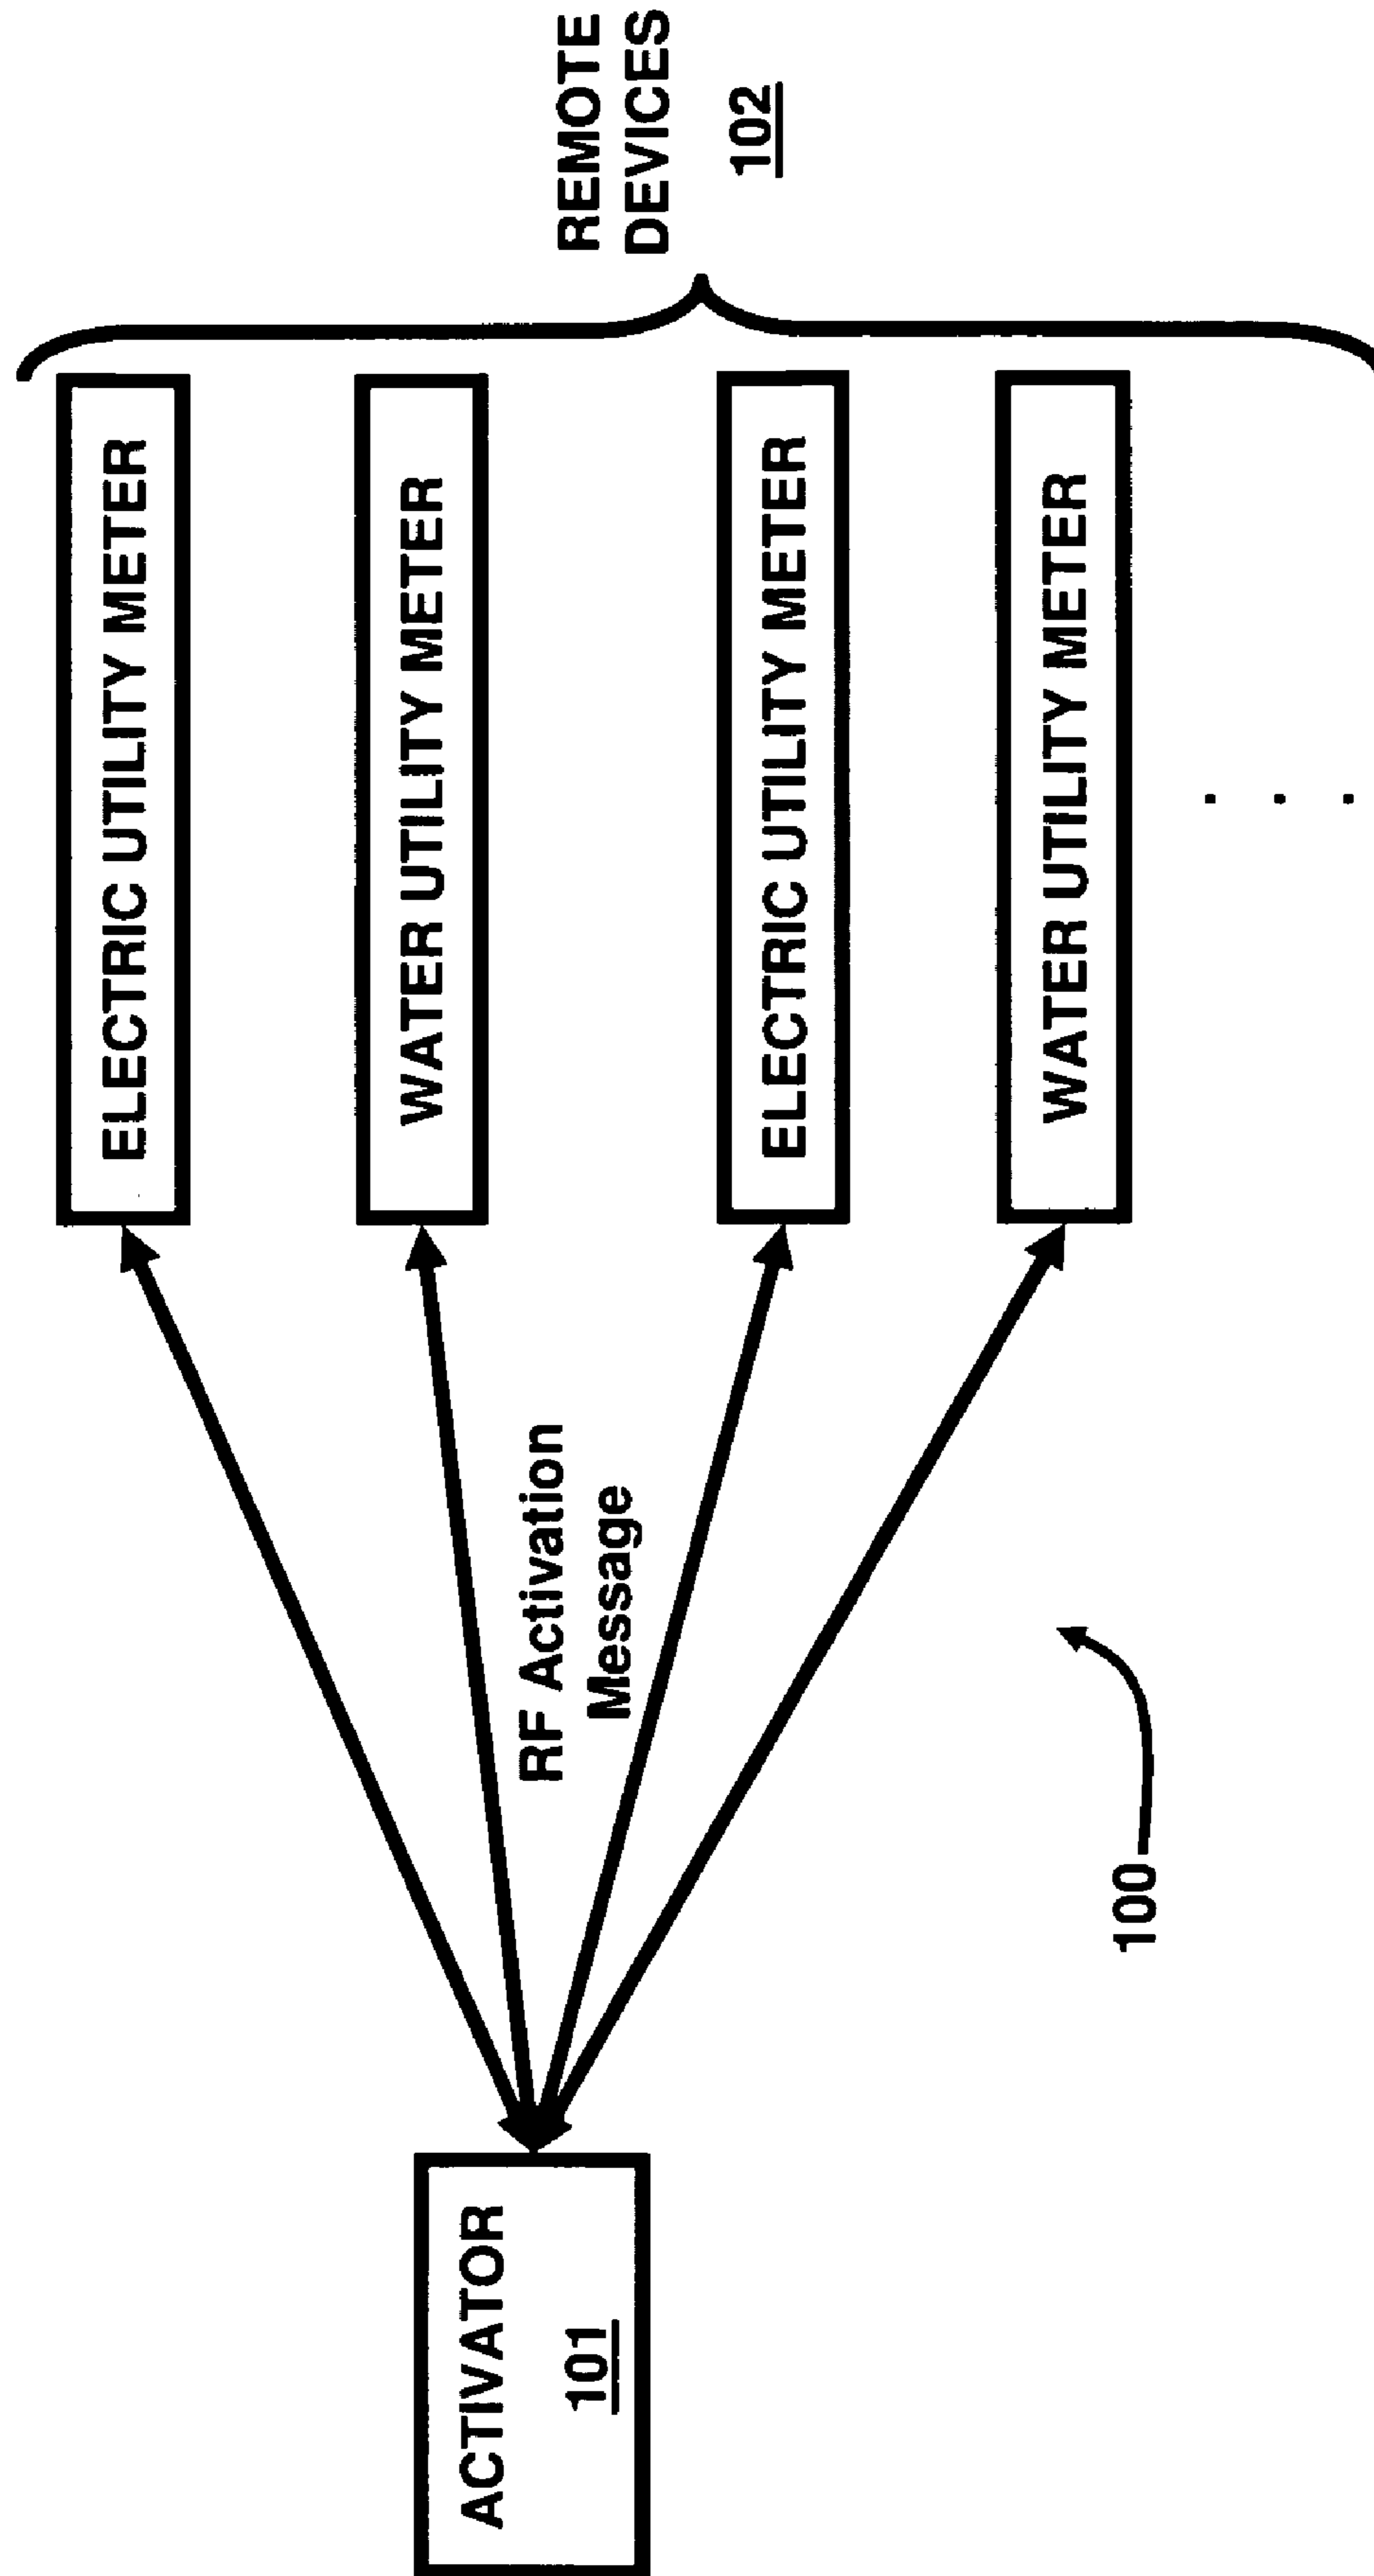 ELECTRIC UTILITY METER
WATER UTILITY METER
ELECTRIC UTILITY METER
WATER UTILITY METER
. . .
REMOTE
DEVICES
102
RF Activation
Message
ACTIVATOR
101
100